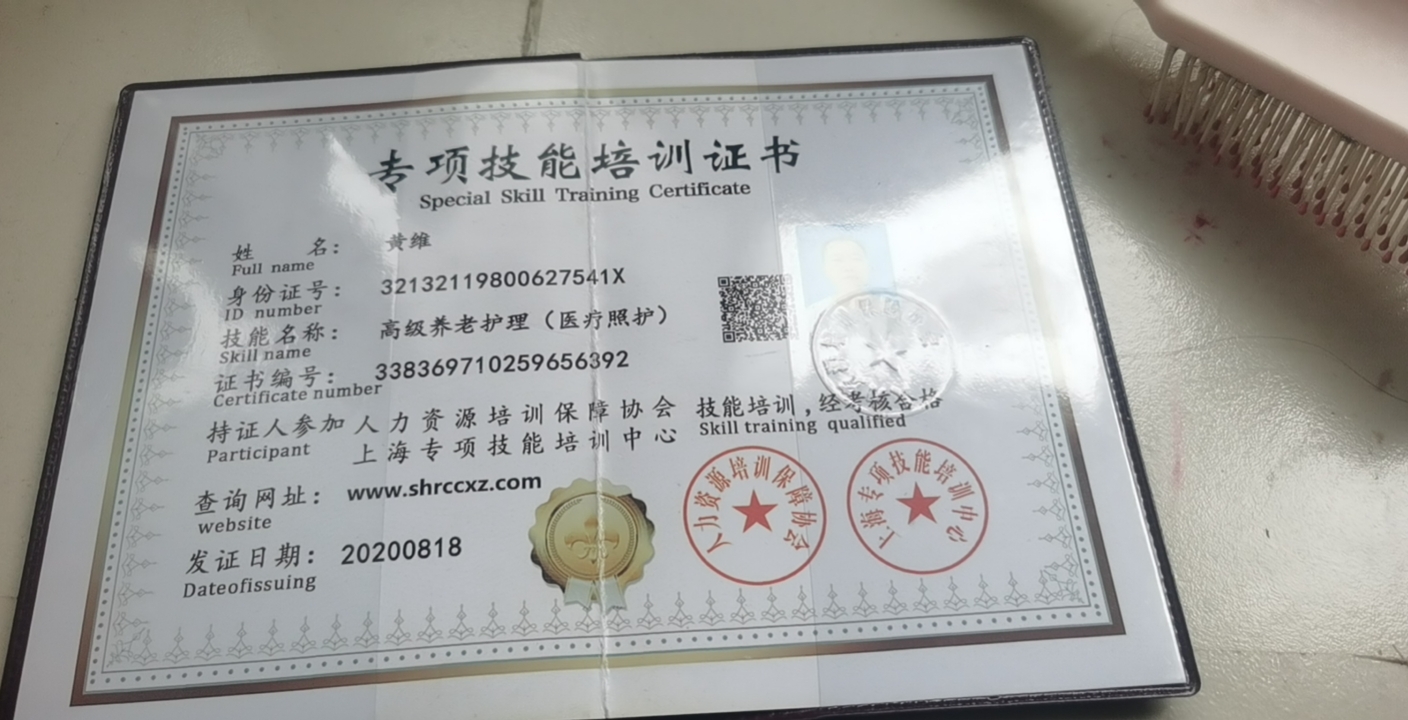 专项技能培训证书
Special Skill Training Certificate
姓名: 黄维
Full name
身份证号: 32132119800627541X
ID number
技能名称: 高级养老护理（医疗照护）
Skill name
证书编号: 338369710259656392
Certificate number
持证人参加 人力资源培训保障协会 技能培训,经考核合格
Participant 上海专项技能培训中心 Skill training qualified
查询网址: www.shrccxz.com
website
发证日期: 20200818
Dateofissuing
人力资源培训保障协会
上海专项技能培训中心